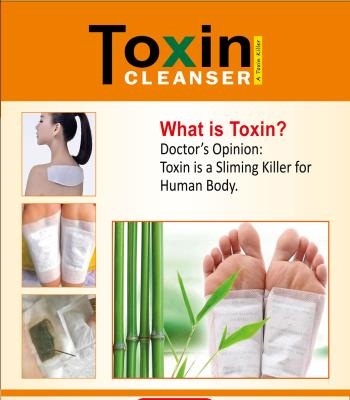 Toxin
CLEANSER
A Toxin Killer
What is Toxin?
Doctor's Opinion:
Toxin is a Sliming Killer for
Human Body.